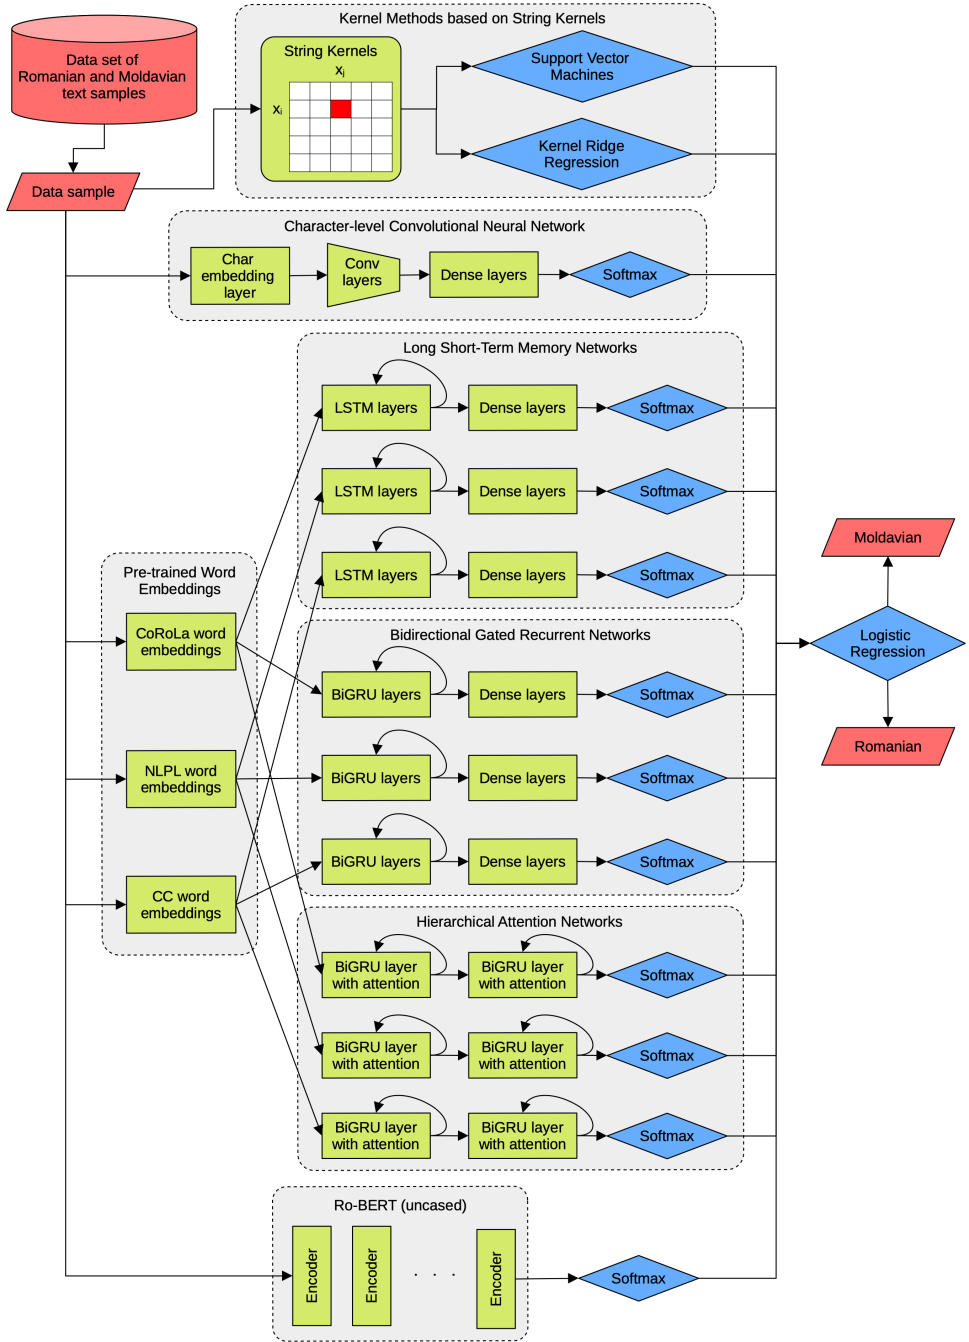 Kernel Methods based on String Kernels
Data set of
Romanian and Moldavian
text samples
String Kernels
xj
xi
Support Vector
Machines
Kernel Ridge
Regression
Data sample
Character-level Convolutional Neural Network
Char
embedding
layer
Conv
layers
Dense layers
Softmax
Long Short-Term Memory Networks
LSTM layers
Dense layers
Softmax
LSTM layers
Dense layers
Softmax
LSTM layers
Dense layers
Softmax
Pre-trained Word
Embeddings
CoRoLa word
embeddings
NLPL word
embeddings
CC word
embeddings
Bidirectional Gated Recurrent Networks
BiGRU layers
Dense layers
Softmax
BiGRU layers
Dense layers
Softmax
BiGRU layers
Dense layers
Softmax
Hierarchical Attention Networks
BiGRU layer
with attention
BiGRU layer
with attention
Softmax
BiGRU layer
with attention
BiGRU layer
with attention
Softmax
BiGRU layer
with attention
BiGRU layer
with attention
Softmax
Ro-BERT (uncased)
Encoder
Encoder
. . .
Encoder
Softmax
Moldavian
Logistic
Regression
Romanian